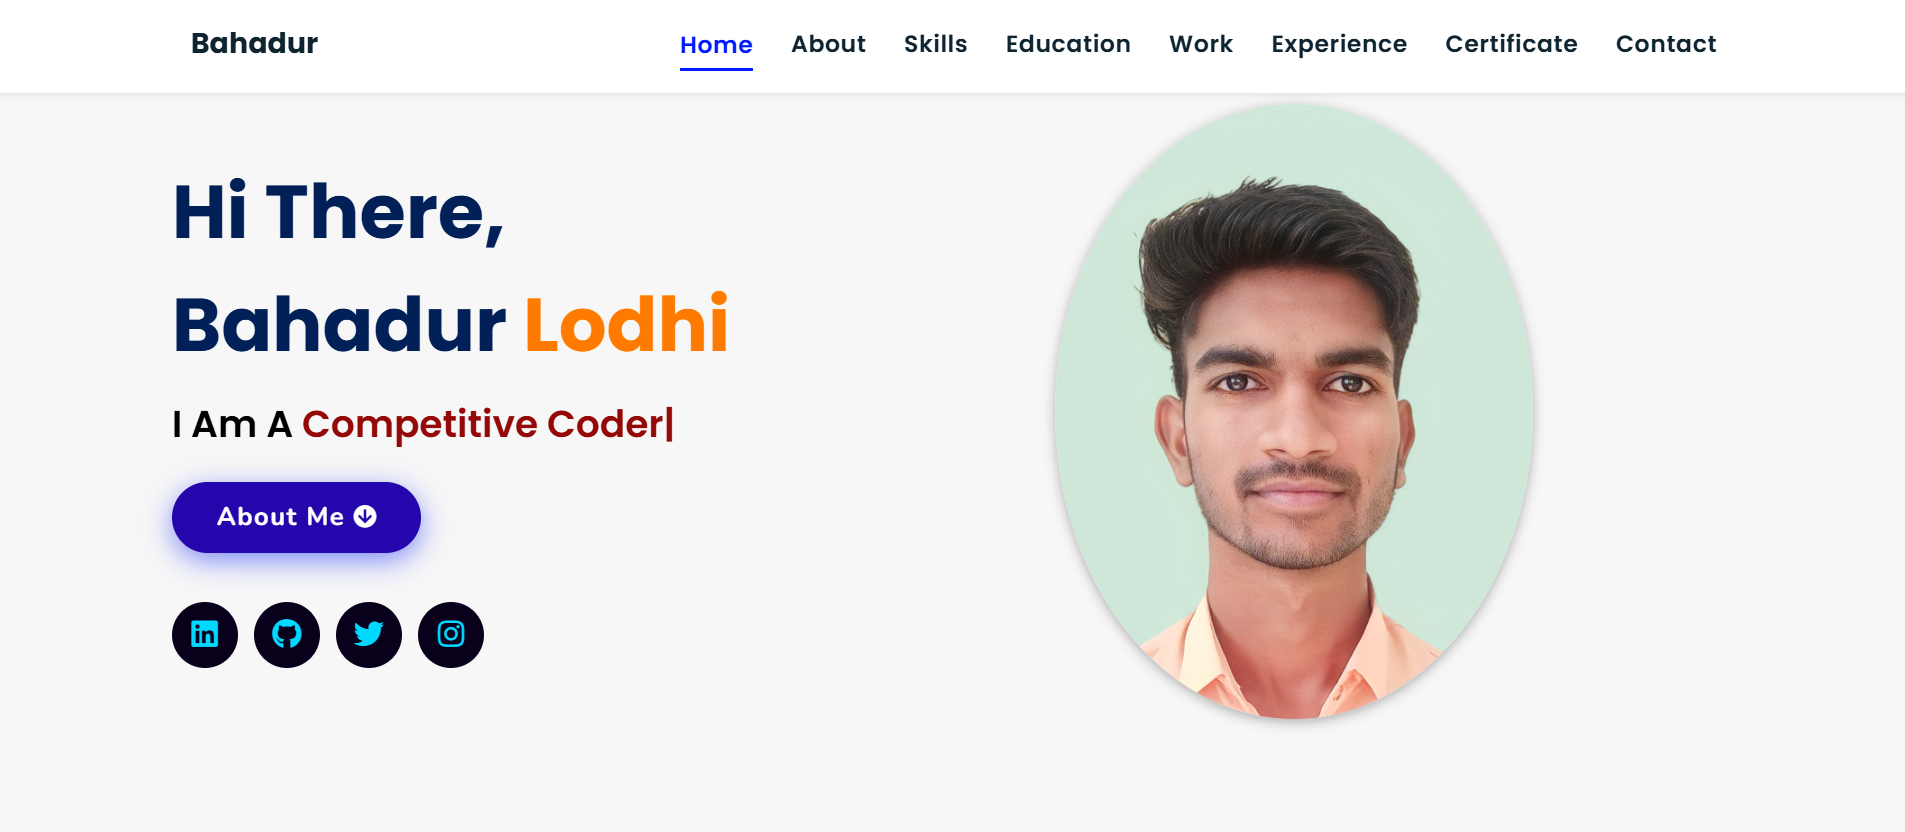 Bahadur
Home About Skills Education Work Experience Certificate Contact
Hi There,
Bahadur Lodhi
I Am A Competitive Coder|
About Me